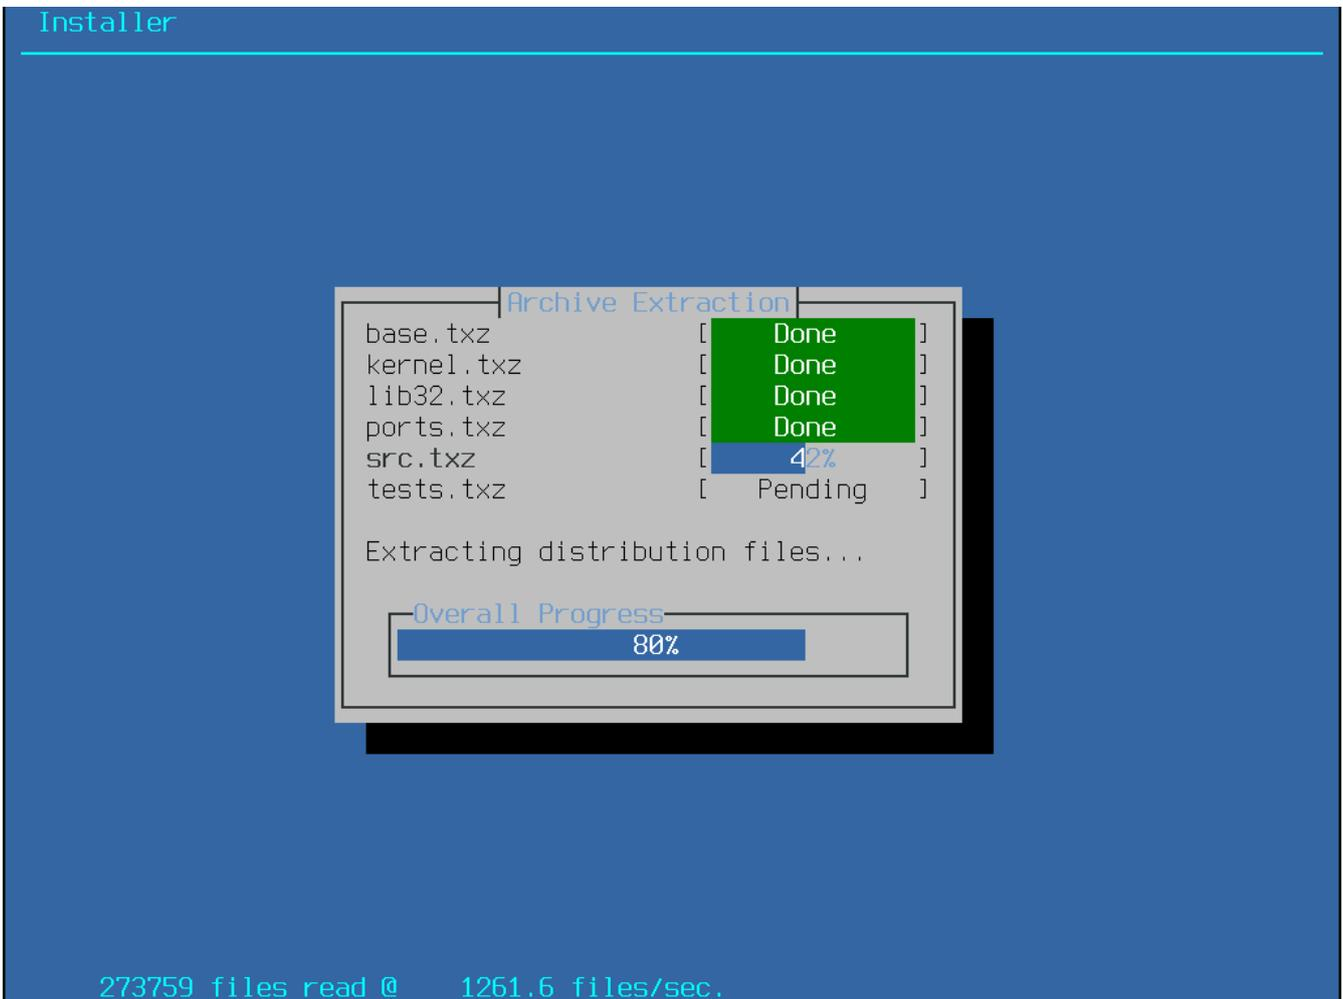 Installer
Archive Extraction
base.txz [ Done ]
kernel.txz [ Done ]
lib32.txz [ Done ]
ports.txz [ Done ]
src.txz [ 42% ]
tests.txz [ Pending ]
Extracting distribution files...
Overall Progress
80%
273759 files read @ 1261.6 files/sec.